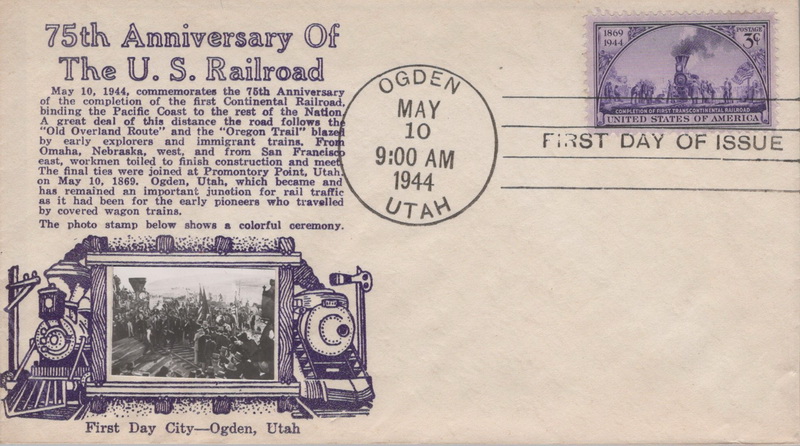 75th Anniversary Of
The U. S. Railroad
May 10, 1944, commemorates the 75th Anniversary
of the completion of the first Continental Railroad,
binding the Pacific Coast to the rest of the Nation.
A great deal of this distance the road follows the
"Old Overland Route" and the "Oregon Trail" blazed
by early explorers and immigrant trains. From
Omaha, Nebraska, west, and from San Francisco
east, workmen toiled to finish construction and meet.
The final ties were joined at Promontory Point, Utah,
on May 10, 1869. Ogden, Utah, which became and
has remained an important junction for rail traffic
as it had been for the early pioneers who travelled
by covered wagon trains.
The photo stamp below shows a colorful ceremony.
First Day City—Ogden, Utah
OGDEN
MAY
10
9:00 AM
1944
UTAH
1869
1944
POSTAGE
3¢
COMPLETION OF FIRST TRANSCONTINENTAL RAILROAD
UNITED STATES OF AMERICA
FIRST DAY OF ISSUE